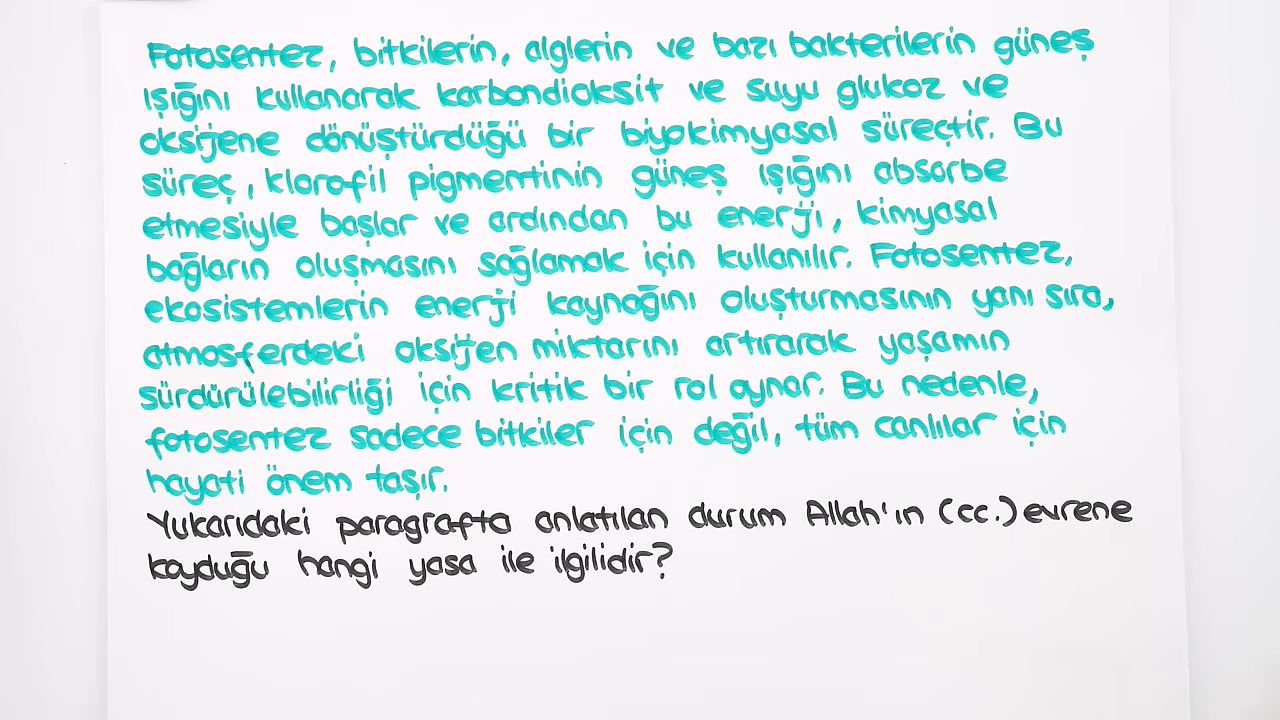 Fotosentez, bitkilerin, alglerin ve bazı bakterilerin güneş
ışığını kullanarak karbondioksit ve suyu glukoz ve
oksijene dönüştürdüğü bir biyokimyasal süreçtir. Bu
süreç, klorofil pigmentinin güneş ışığını absorbe
etmesiyle başlar ve ardından bu enerji, kimyasal
bağların oluşmasını sağlamak için kullanılır. Fotosentez,
ekosistemlerin enerji kaynağını oluşturmasının yanı sıra,
atmosferdeki oksijen miktarını artırarak yaşamın
sürdürülebilirliği için kritik bir rol oynar. Bu nedenle,
fotosentez sadece bitkiler için değil, tüm canlılar için
hayati önem taşır.
Yukarıdaki paragrafta anlatılan durum Allah'ın (cc.) evrene
koyduğu hangi yasa ile ilgilidir?